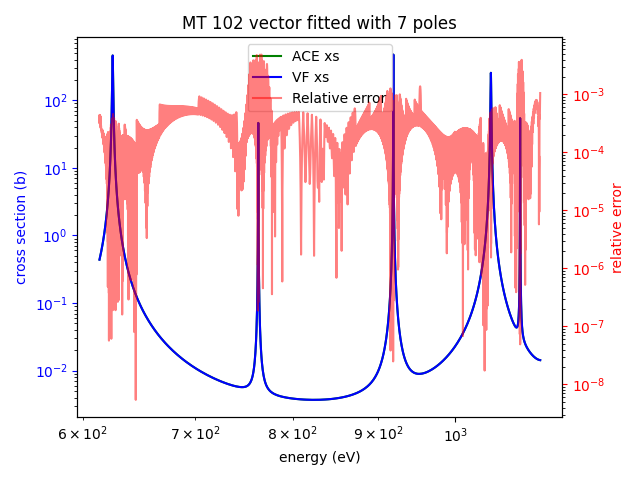 MT 102 vector fitted with 7 poles
ACE xs
VF xs
Relative error
10²
10¹
10⁰
10⁻¹
10⁻²
cross section (b)
10⁻³
10⁻⁴
10⁻⁵
10⁻⁶
10⁻⁷
10⁻⁸
relative error
6 × 10² 7 × 10² 8 × 10² 9 × 10² 10³
energy (eV)